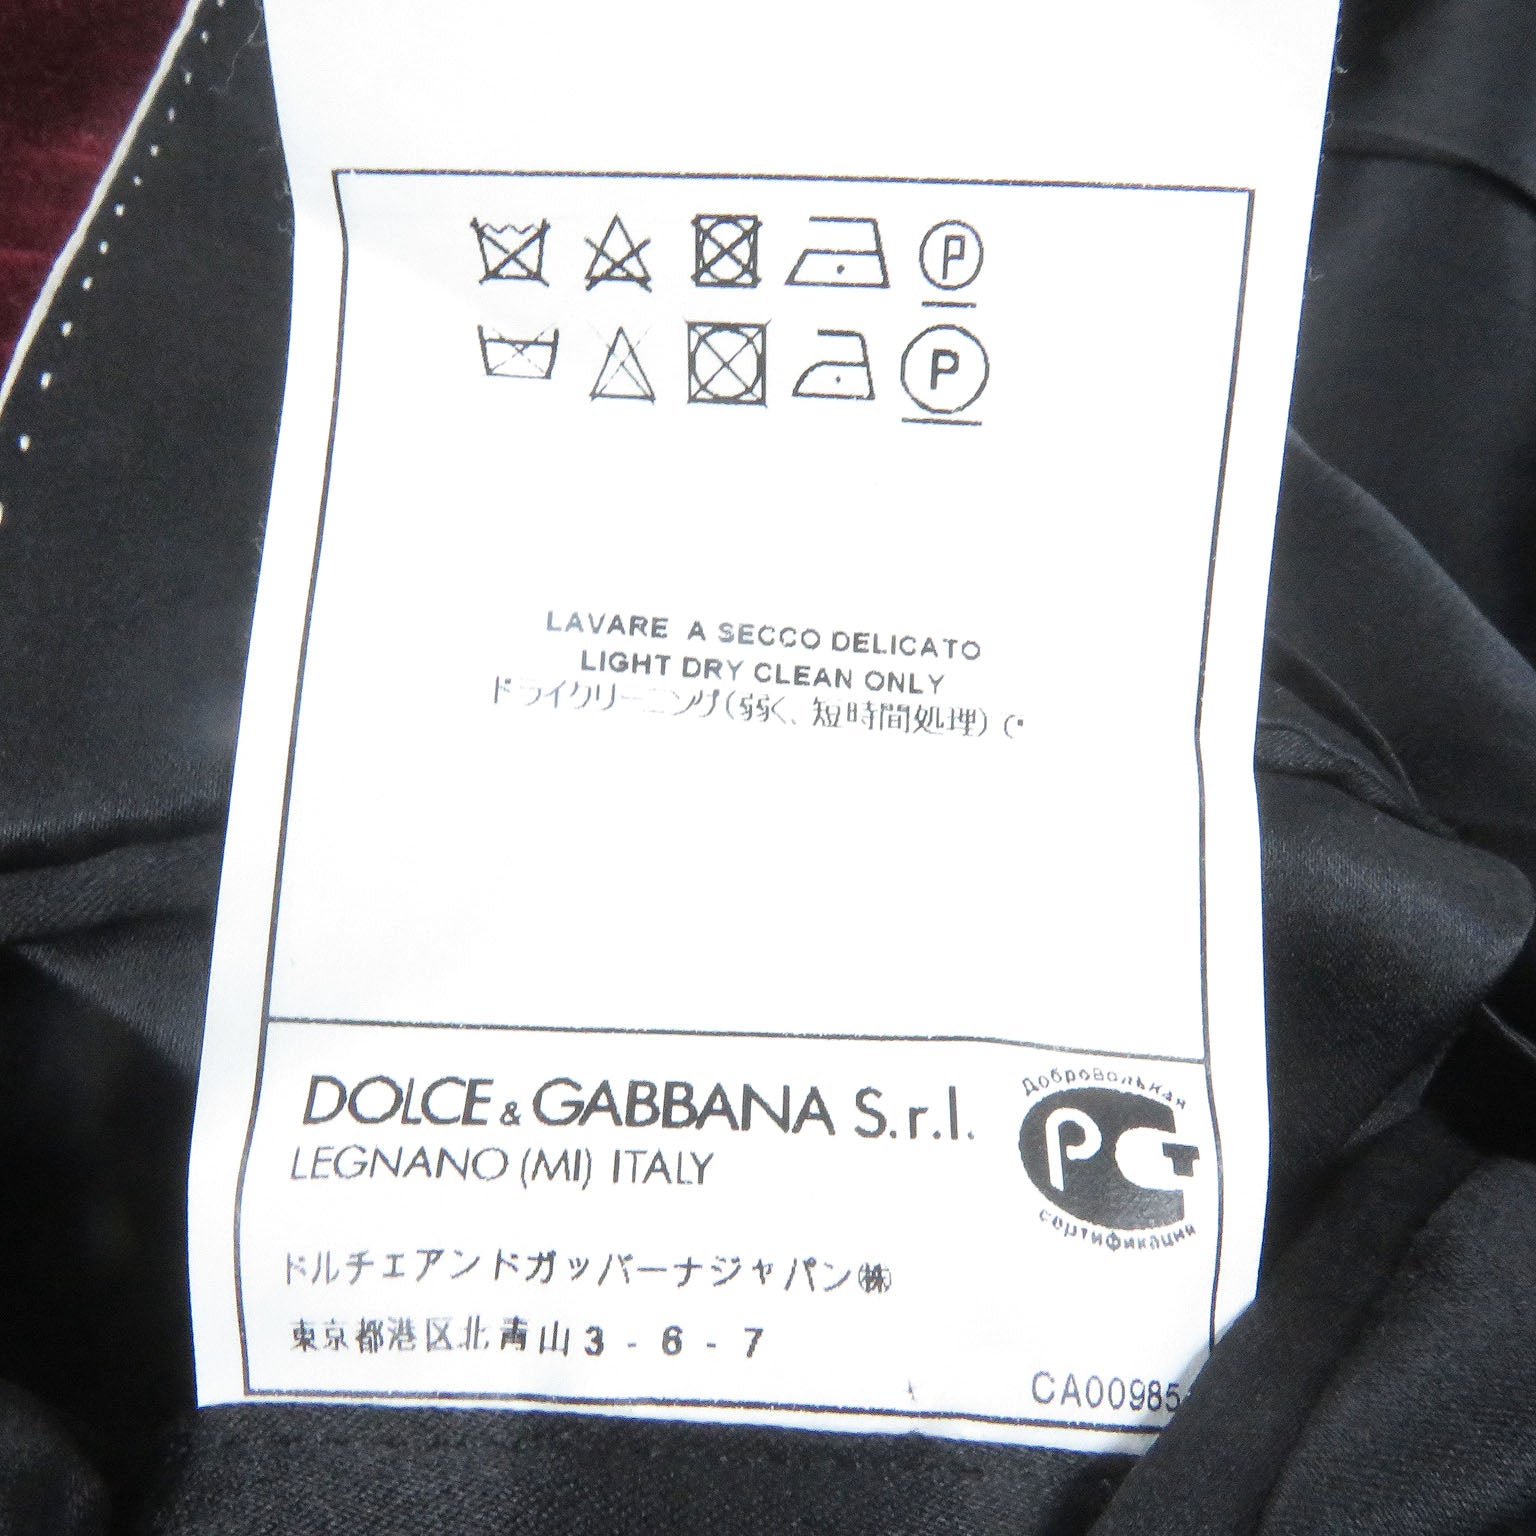 P
P
LAVARE A SECCO DELICATO
LIGHT DRY CLEAN ONLY
ドライクリーニング(弱く、短時間処理)(・
DOLCE & GABBANA S.r.l.
LEGNANO (MI) ITALY
Добровольная
РСТ
сертификация
ドルチェアンドガッバーナジャパン㈱
東京都港区北青山3-6-7
CA00985